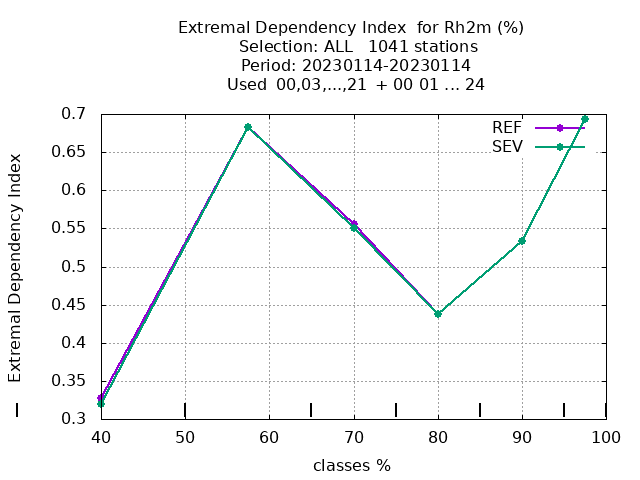 Extremal Dependency Index  for Rh2m (%)
Selection: ALL   1041 stations
Period: 20230114-20230114
Used  00,03,...,21  + 00 01 ... 24
REF
SEV
0.7
0.65
0.6
0.55
0.5
0.45
0.4
0.35
0.3
Extremal Dependency Index
40 50 60 70 80 90 100
classes %